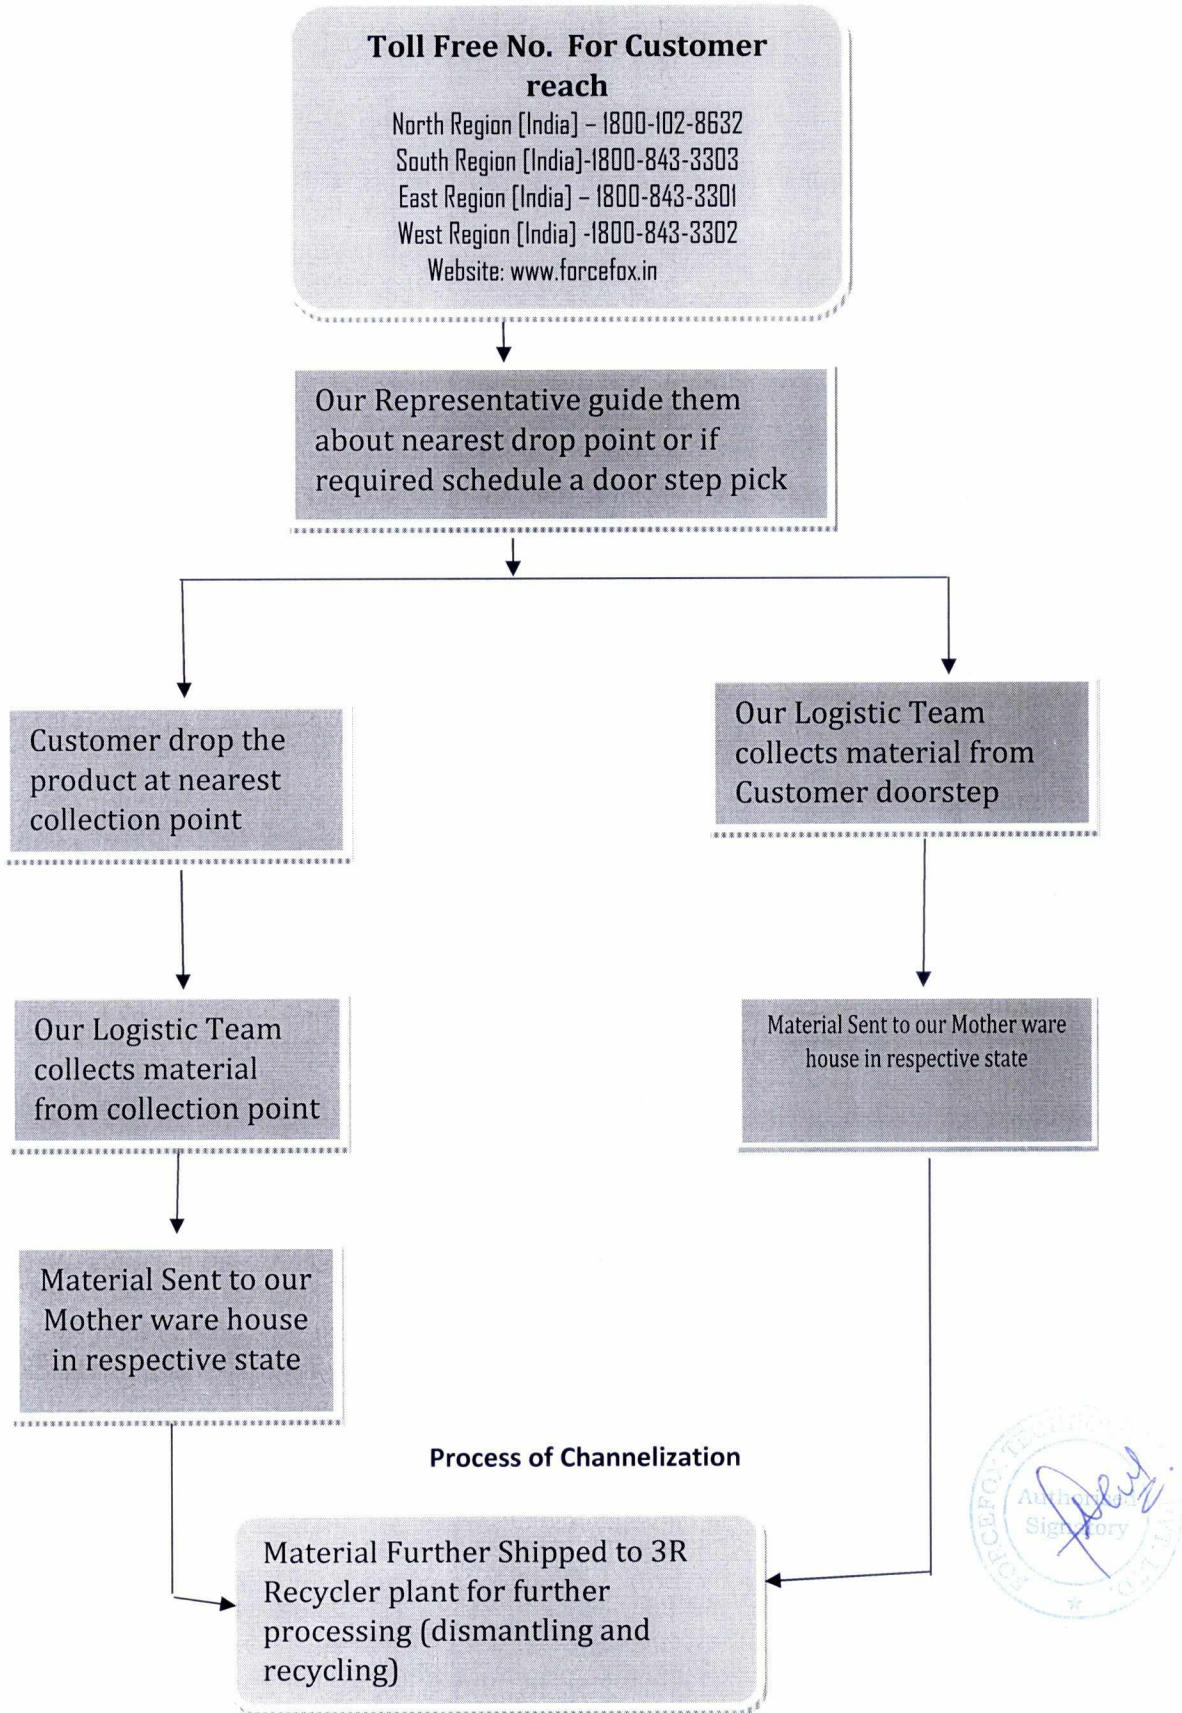 Toll Free No. For Customer
reach
North Region [India] – 1800-102-8632
South Region [India]-1800-843-3303
East Region [India] – 1800-843-3301
West Region [India] -1800-843-3302
Website: www.forcefox.in
Our Representative guide them
about nearest drop point or if
required schedule a door step pick
Customer drop the
product at nearest
collection point
Our Logistic Team
collects material from
Customer doorstep
Our Logistic Team
collects material
from collection point
Material Sent to our Mother ware
house in respective state
Material Sent to our
Mother ware house
in respective state
Process of Channelization
Material Further Shipped to 3R
Recycler plant for further
processing (dismantling and
recycling)
FORCEFOX PVT. LTD.
Authorised
Signatory